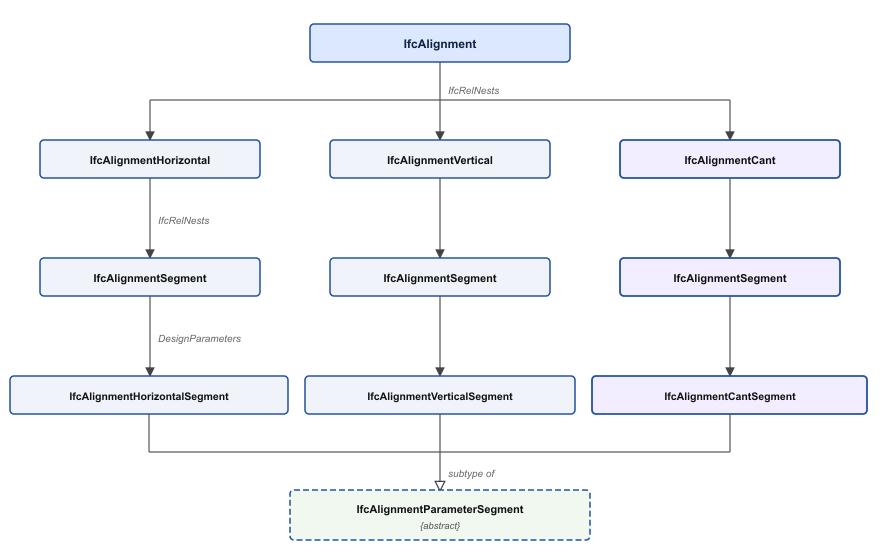 IfcAlignment
IfcRelNests
IfcAlignmentHorizontal
IfcAlignmentVertical
IfcAlignmentCant
IfcRelNests
IfcAlignmentSegment
IfcAlignmentSegment
IfcAlignmentSegment
DesignParameters
IfcAlignmentHorizontalSegment
IfcAlignmentVerticalSegment
IfcAlignmentCantSegment
subtype of
IfcAlignmentParameterSegment
{abstract}